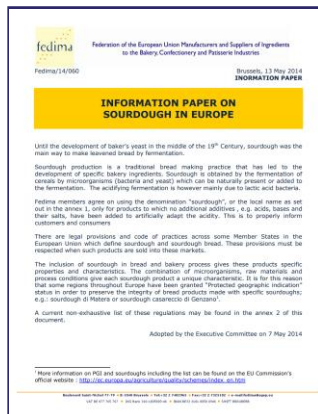 fedima
Federation of the European Union Manufacturers and Suppliers of Ingredients
to the Bakery, Confectionery and Patisserie Industries
Fedima/14/060
Brussels, 13 May 2014
INORMATION PAPER
INFORMATION PAPER ON
SOURDOUGH IN EUROPE
Until the development of baker's yeast in the middle of the 19th Century, sourdough was the
main way to make leavened bread by fermentation.
Sourdough production is a traditional bread making practice that has led to the
development of specific bakery ingredients. Sourdough is obtained by the fermentation of
cereals by microorganisms (bacteria and yeast) which can be naturally present or added to
the fermentation. The acidifying fermentation is however mainly due to lactic acid bacteria.
Fedima members agree on using the denomination "sourdough", or the local name as set
out in the annex 1, only for products to which no additional additives , e.g. acids, bases and
their salts, have been added to artificially adapt the acidity. This is to properly inform
customers and consumers
There are legal provisions and code of practices across some Member States in the
European Union which define sourdough and sourdough bread. These provisions must be
respected when such products are sold into these markets.
The inclusion of sourdough in bread and bakery process gives these products specific
properties and characteristics. The combination of microorganisms, raw materials and
process conditions give each sourdough product a unique characteristic. It is for this reason
that some regions throughout Europe have been granted "Protected geographic indication"
status in order to preserve the integrity of bread products made with specific sourdoughs;
e.g.: sourdough di Matera or sourdough casareccio di Genzano1.
A current non-exhaustive list of these regulations may be found in the annex 2 of this
document.
Adopted by the Executive Committee on 7 May 2014
1 More information on PGI and sourdoughs including the list can be found on the EU Commission's
official website : http://ec.europa.eu/agriculture/quality/schemes/index_en.htm